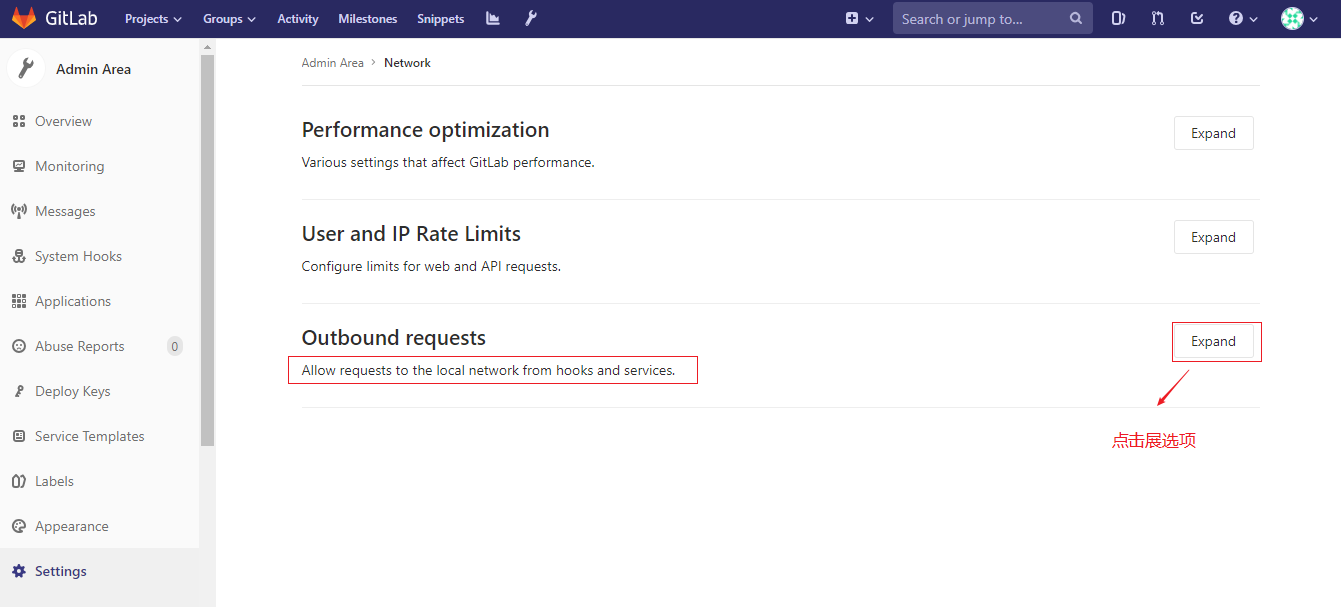 GitLab Projects Groups Activity Milestones Snippets Search or jump to...
Admin Area
Overview
Monitoring
Messages
System Hooks
Applications
Abuse Reports 0
Deploy Keys
Service Templates
Labels
Appearance
Settings
Admin Area > Network
Performance optimization
Expand
Various settings that affect GitLab performance.
User and IP Rate Limits
Expand
Configure limits for web and API requests.
Outbound requests
Expand
Allow requests to the local network from hooks and services.
点击展选项